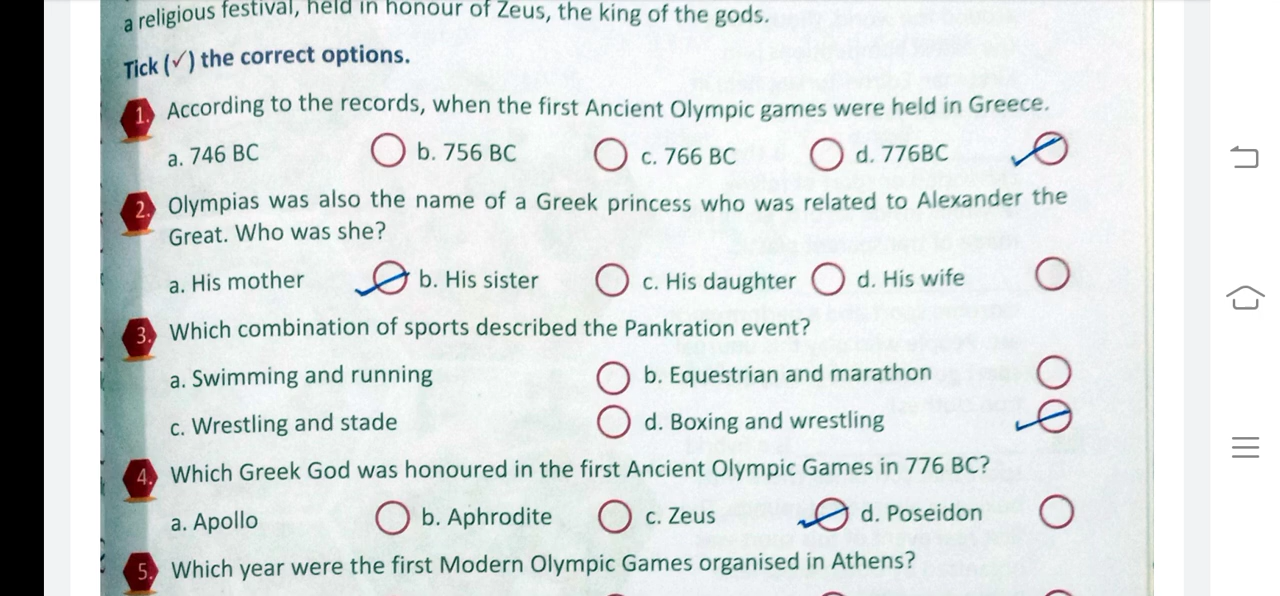 a religious festival, held in honour of Zeus, the king of the gods.
Tick (✓) the correct options.
1. According to the records, when the first Ancient Olympic games were held in Greece.
a. 746 BC b. 756 BC c. 766 BC d. 776BC
2. Olympias was also the name of a Greek princess who was related to Alexander the
Great. Who was she?
a. His mother b. His sister c. His daughter d. His wife
3. Which combination of sports described the Pankration event?
a. Swimming and running b. Equestrian and marathon
c. Wrestling and stade d. Boxing and wrestling
4. Which Greek God was honoured in the first Ancient Olympic Games in 776 BC?
a. Apollo b. Aphrodite c. Zeus d. Poseidon
5. Which year were the first Modern Olympic Games organised in Athens?